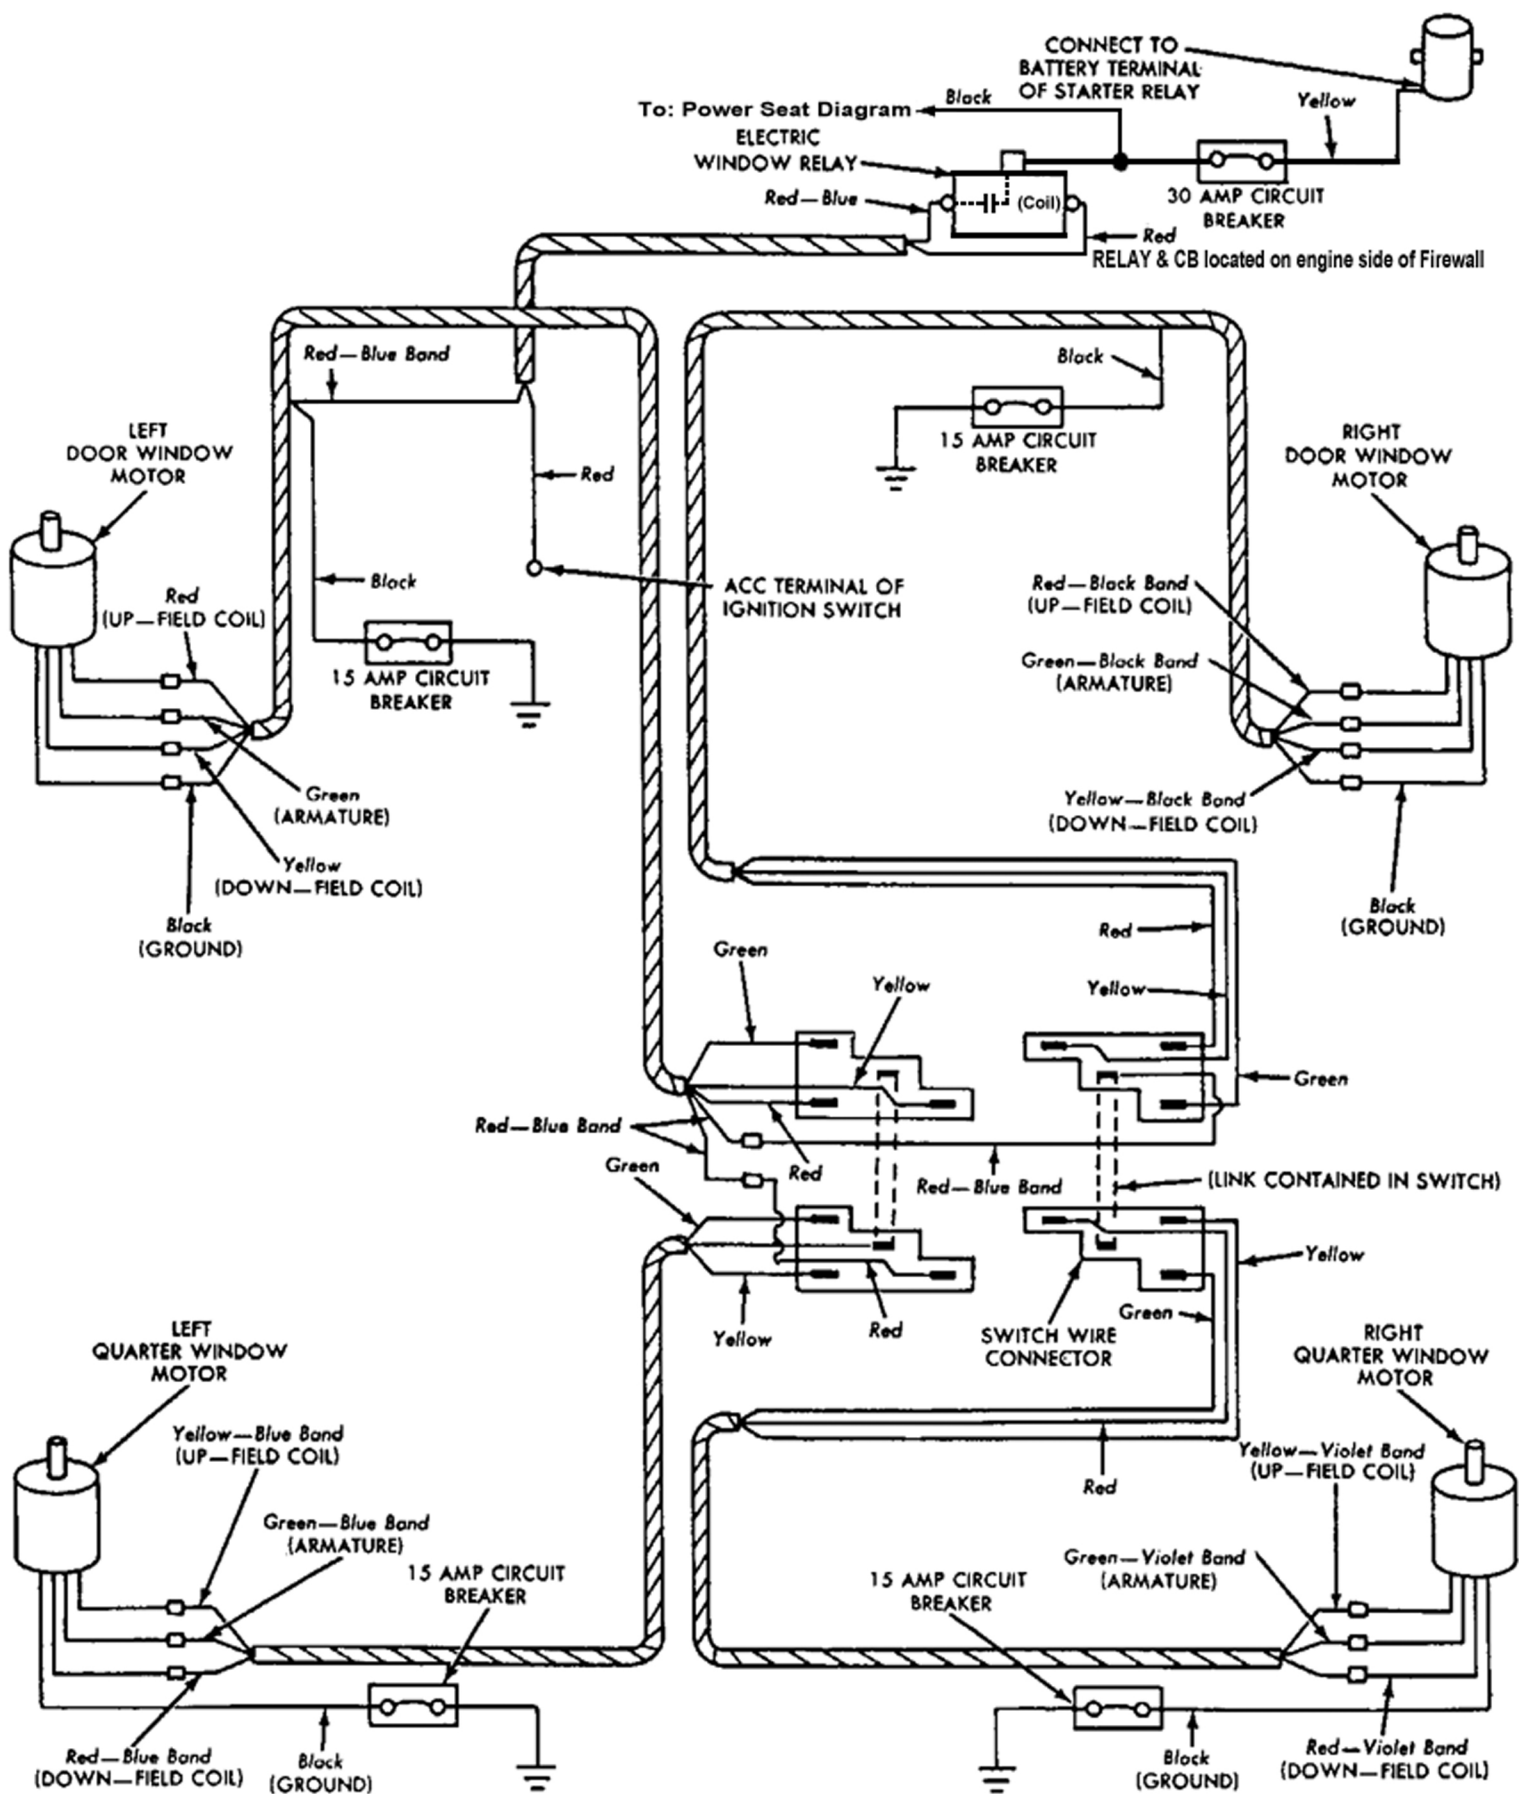 CONNECT TO
BATTERY TERMINAL
OF STARTER RELAY
To: Power Seat Diagram
Black
Yellow
ELECTRIC
WINDOW RELAY
Red—Blue
(Coil)
30 AMP CIRCUIT
BREAKER
Red
RELAY & CB located on engine side of Firewall
Red—Blue Band
Black
15 AMP CIRCUIT
BREAKER
LEFT
DOOR WINDOW
MOTOR
RIGHT
DOOR WINDOW
MOTOR
Red
Black
ACC TERMINAL OF
IGNITION SWITCH
Red
(UP—FIELD COIL)
Red—Black Band
(UP—FIELD COIL)
15 AMP CIRCUIT
BREAKER
Green—Black Band
(ARMATURE)
Green
(ARMATURE)
Yellow—Black Band
(DOWN—FIELD COIL)
Yellow
(DOWN—FIELD COIL)
Black
(GROUND)
Black
(GROUND)
Red
Green
Yellow
Yellow
Green
Red—Blue Band
Green
Red
Red—Blue Band
(LINK CONTAINED IN SWITCH)
Yellow
Green
Yellow
Red
SWITCH WIRE
CONNECTOR
LEFT
QUARTER WINDOW
MOTOR
RIGHT
QUARTER WINDOW
MOTOR
Yellow—Blue Band
(UP—FIELD COIL)
Yellow—Violet Band
(UP—FIELD COIL)
Red
Green—Blue Band
(ARMATURE)
15 AMP CIRCUIT
BREAKER
15 AMP CIRCUIT
BREAKER
Green—Violet Band
(ARMATURE)
Red—Blue Band
(DOWN—FIELD COIL)
Black
(GROUND)
Black
(GROUND)
Red—Violet Band
(DOWN—FIELD COIL)